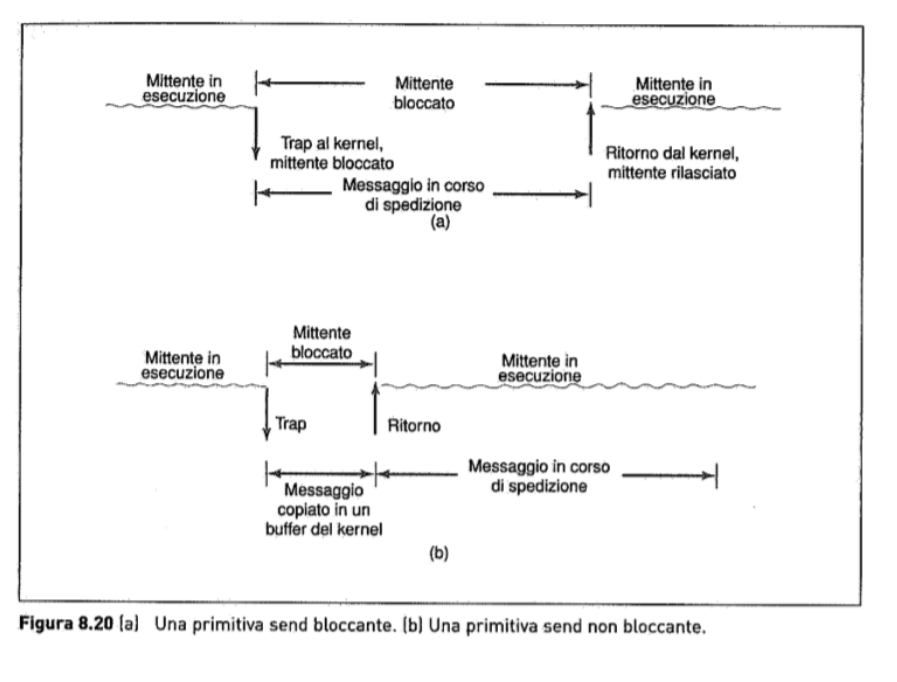 Mittente in
esecuzione
Mittente
bloccato
Mittente in
esecuzione
Trap al kernel,
mittente bloccato
Ritorno dal kernel,
mittente rilasciato
Messaggio in corso
di spedizione
(a)
Mittente
bloccato
Mittente in
esecuzione
Mittente in
esecuzione
Trap
Ritorno
Messaggio in corso
di spedizione
Messaggio
copiato in un
buffer del kernel
(b)
Figura 8.20 (a) Una primitiva send bloccante. (b) Una primitiva send non bloccante.